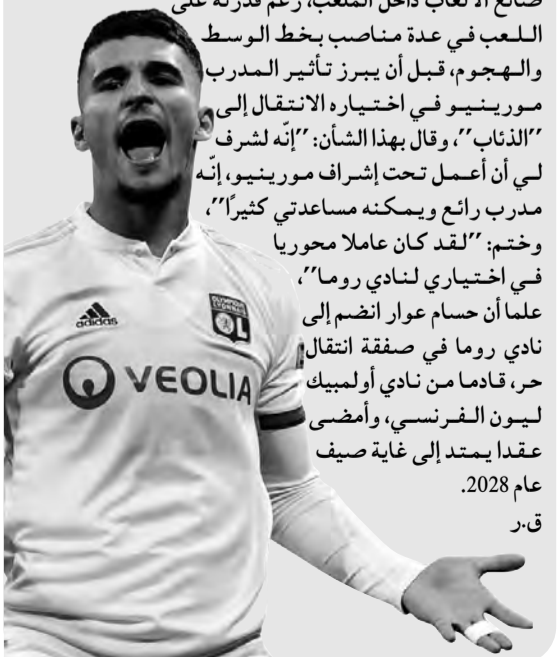 صانع الألعاب داخل الملعب، رغم قدرته على
اللعب في عدة مناصب بخط الوسط
والهجوم، قبل أن يبرز تأثير المدرب
مورينيو في اختياره الانتقال إلى
’’الذئاب‘‘، وقال بهذا الشأن: ’’إنّه لشرف
لي أن أعمل تحت إشراف مورينيو، إنّه
مدرب رائع ويمكنه مساعدتي كثيرًا‘‘،
وختم: ’’لقد كان عاملا محوريا
في اختياري لنادي روما‘‘،
علما أن حسام عوار انضم إلى
نادي روما في صفقة انتقال
حر، قادما من نادي أولمبيك
ليون الفرنسي، وأمضى
عقدا يمتد إلى غاية صيف
عام 2028.
ق.ر
adidas
OLYMPIQUE
LYONNAIS
OL
VEOLIA